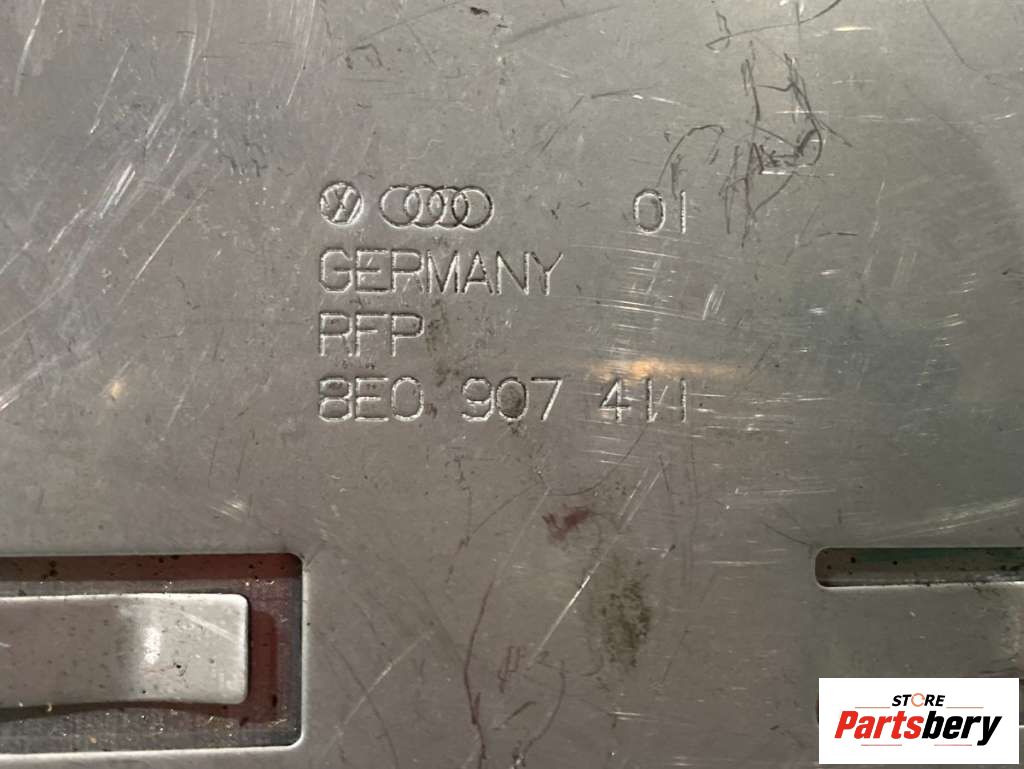 01
GERMANY
RFP
8E0 907 411
STORE
Partsbery